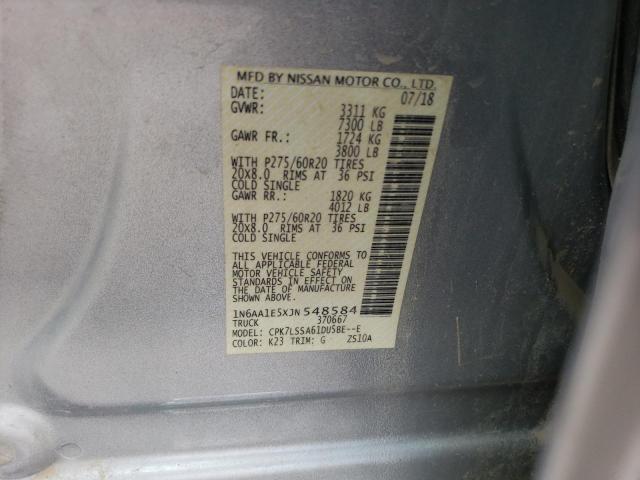 MFD BY NISSAN MOTOR CO., LTD.
DATE: 07/18
GVWR: 3311 KG
7300 LB
GAWR FR.: 1724 KG
3800 LB
WITH P275/60R20 TIRES
20X8.0 RIMS AT 36 PSI
COLD SINGLE
GAWR RR.: 1820 KG
4012 LB
WITH P275/60R20 TIRES
20X8.0 RIMS AT 36 PSI
COLD SINGLE
THIS VEHICLE CONFORMS TO
ALL APPLICABLE FEDERAL
MOTOR VEHICLE SAFETY
STANDARDS IN EFFECT ON
THE DATE OF MANUFACTURE
SHOWN ABOVE.
1N6AA1E5XJN548584
TRUCK 370667
MODEL: CPK7LSSA61DU5BE--E
COLOR: K23 TRIM: G ZS10A